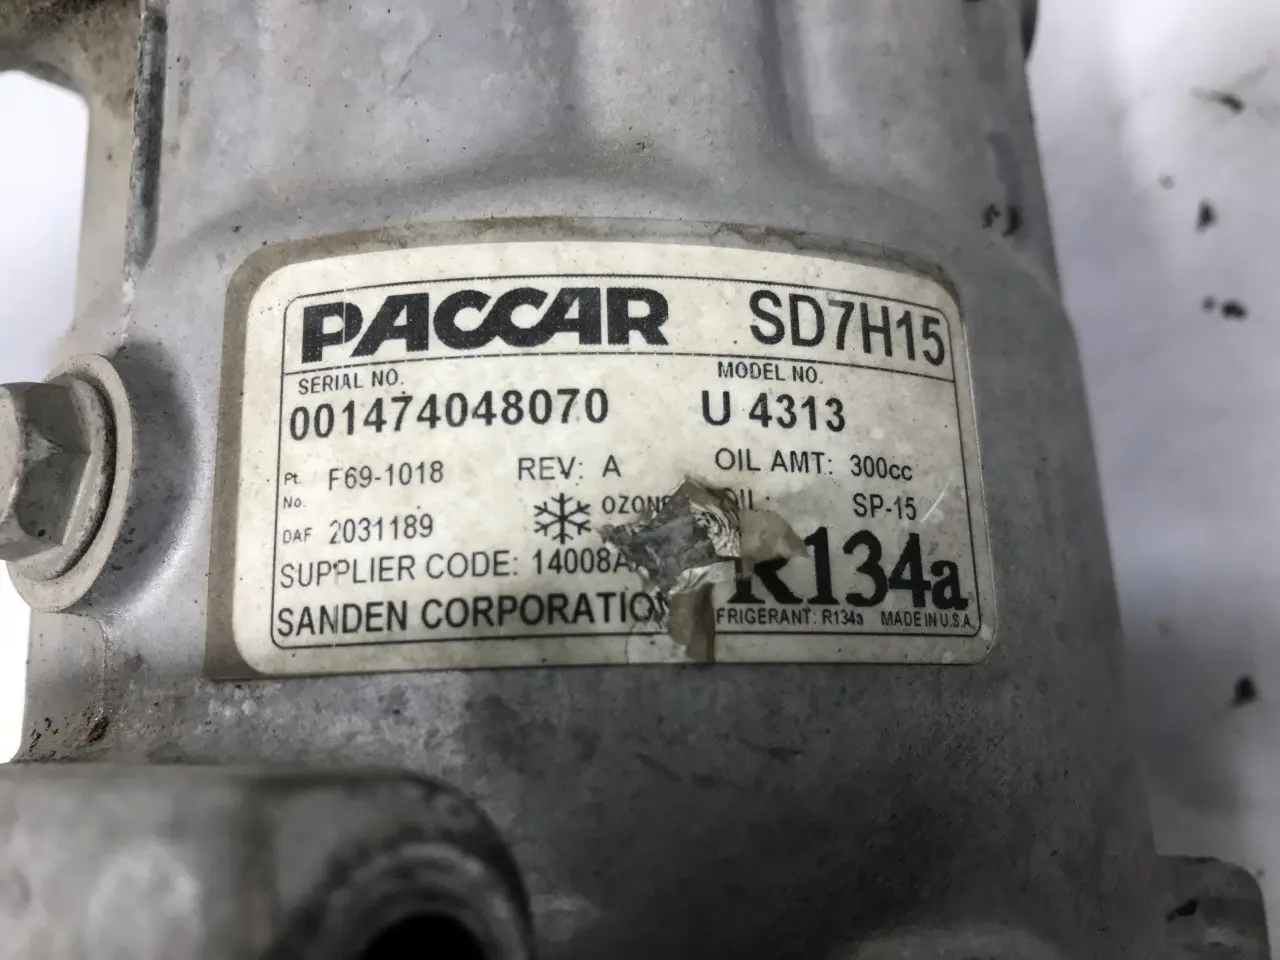 PACCAR SD7H15
SERIAL NO. MODEL NO.
001474048070 U 4313
Pt. No. F69-1018 REV: A OIL AMT: 300cc
OIL: SP-15
DAF 2031189
SUPPLIER CODE: 14008A R134a
SANDEN CORPORATION FRIGERANT: R134a MADE IN U.S.A.